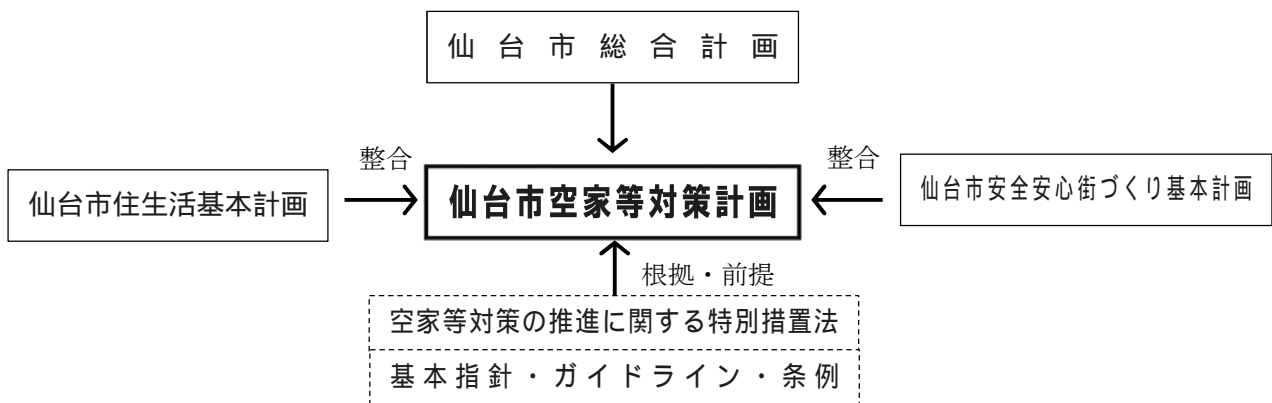 仙台市総合計画
整合
整合
仙台市住生活基本計画
仙台市空家等対策計画
仙台市安全安心街づくり基本計画
根拠・前提
空家等対策の推進に関する特別措置法
基本指針・ガイドライン・条例